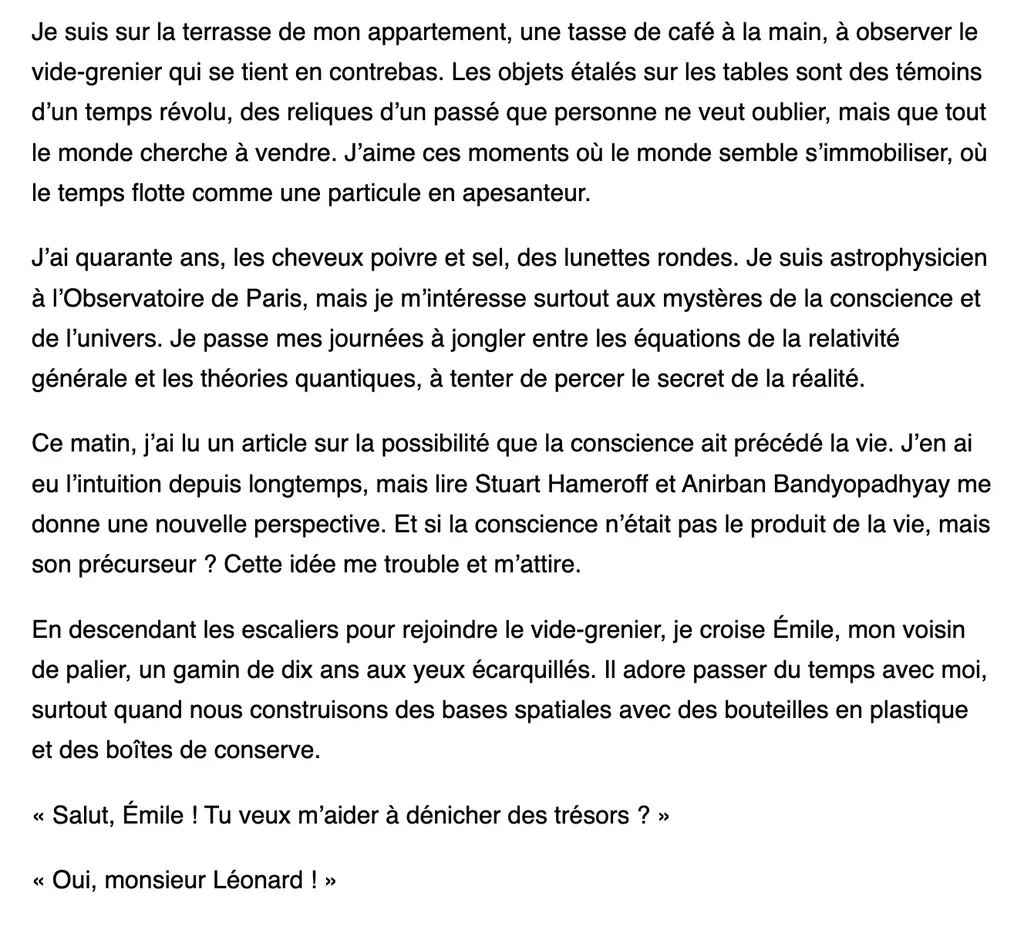 Je suis sur la terrasse de mon appartement, une tasse de café à la main, à observer le
vide-grenier qui se tient en contrebas. Les objets étalés sur les tables sont des témoins
d’un temps révolu, des reliques d’un passé que personne ne veut oublier, mais que tout
le monde cherche à vendre. J’aime ces moments où le monde semble s’immobiliser, où
le temps flotte comme une particule en apesanteur.
J’ai quarante ans, les cheveux poivre et sel, des lunettes rondes. Je suis astrophysicien
à l’Observatoire de Paris, mais je m’intéresse surtout aux mystères de la conscience et
de l’univers. Je passe mes journées à jongler entre les équations de la relativité
générale et les théories quantiques, à tenter de percer le secret de la réalité.
Ce matin, j’ai lu un article sur la possibilité que la conscience ait précédé la vie. J’en ai
eu l’intuition depuis longtemps, mais lire Stuart Hameroff et Anirban Bandyopadhyay me
donne une nouvelle perspective. Et si la conscience n’était pas le produit de la vie, mais
son précurseur ? Cette idée me trouble et m’attire.
En descendant les escaliers pour rejoindre le vide-grenier, je croise Émile, mon voisin
de palier, un gamin de dix ans aux yeux écarquillés. Il adore passer du temps avec moi,
surtout quand nous construisons des bases spatiales avec des bouteilles en plastique
et des boîtes de conserve.
« Salut, Émile ! Tu veux m’aider à dénicher des trésors ? »
« Oui, monsieur Léonard ! »